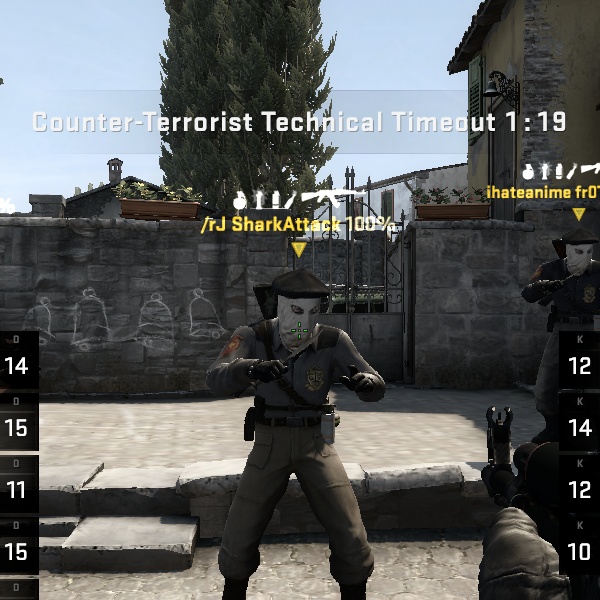 Counter-Terrorist Technical Timeout 1:19
%
ihateanime fr0
/rJ SharkAttack 100%
D
14
D
15
D
11
D
15
D
K
12
K
14
K
12
K
10
K